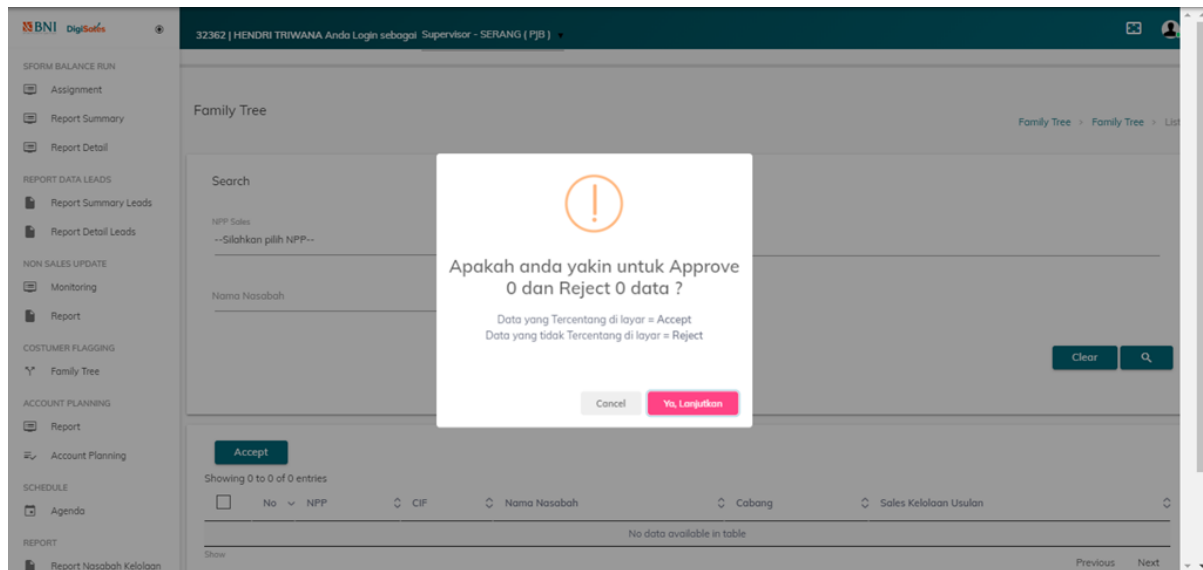 BNI DigiSales
32362 | HENDRI TRIWANA Anda Login sebagai Supervisor - SERANG ( PJB )
SFORM BALANCE RUN
Assignment
Report Summary
Report Detail
REPORT DATA LEADS
Report Summary Leads
Report Detail Leads
NON SALES UPDATE
Monitoring
Report
COSTUMER FLAGGING
Family Tree
ACCOUNT PLANNING
Report
Account Planning
SCHEDULE
Agenda
REPORT
Report Nasabah Kelolaan
Family Tree
Family Tree > Family Tree > List
Search
NPP Sales
--Silahkan pilih NPP--
Nama Nasabah
Clear
Apakah anda yakin untuk Approve
0 dan Reject 0 data ?
Data yang Tercentang di layar = Accept
Data yang tidak Tercentang di layar = Reject
Cancel Ya, Lanjutkan
Accept
Showing 0 to 0 of 0 entries
No NPP CIF Nama Nasabah Cabang Sales Kelolaan Usulan
No data available in table
Show
Previous Next